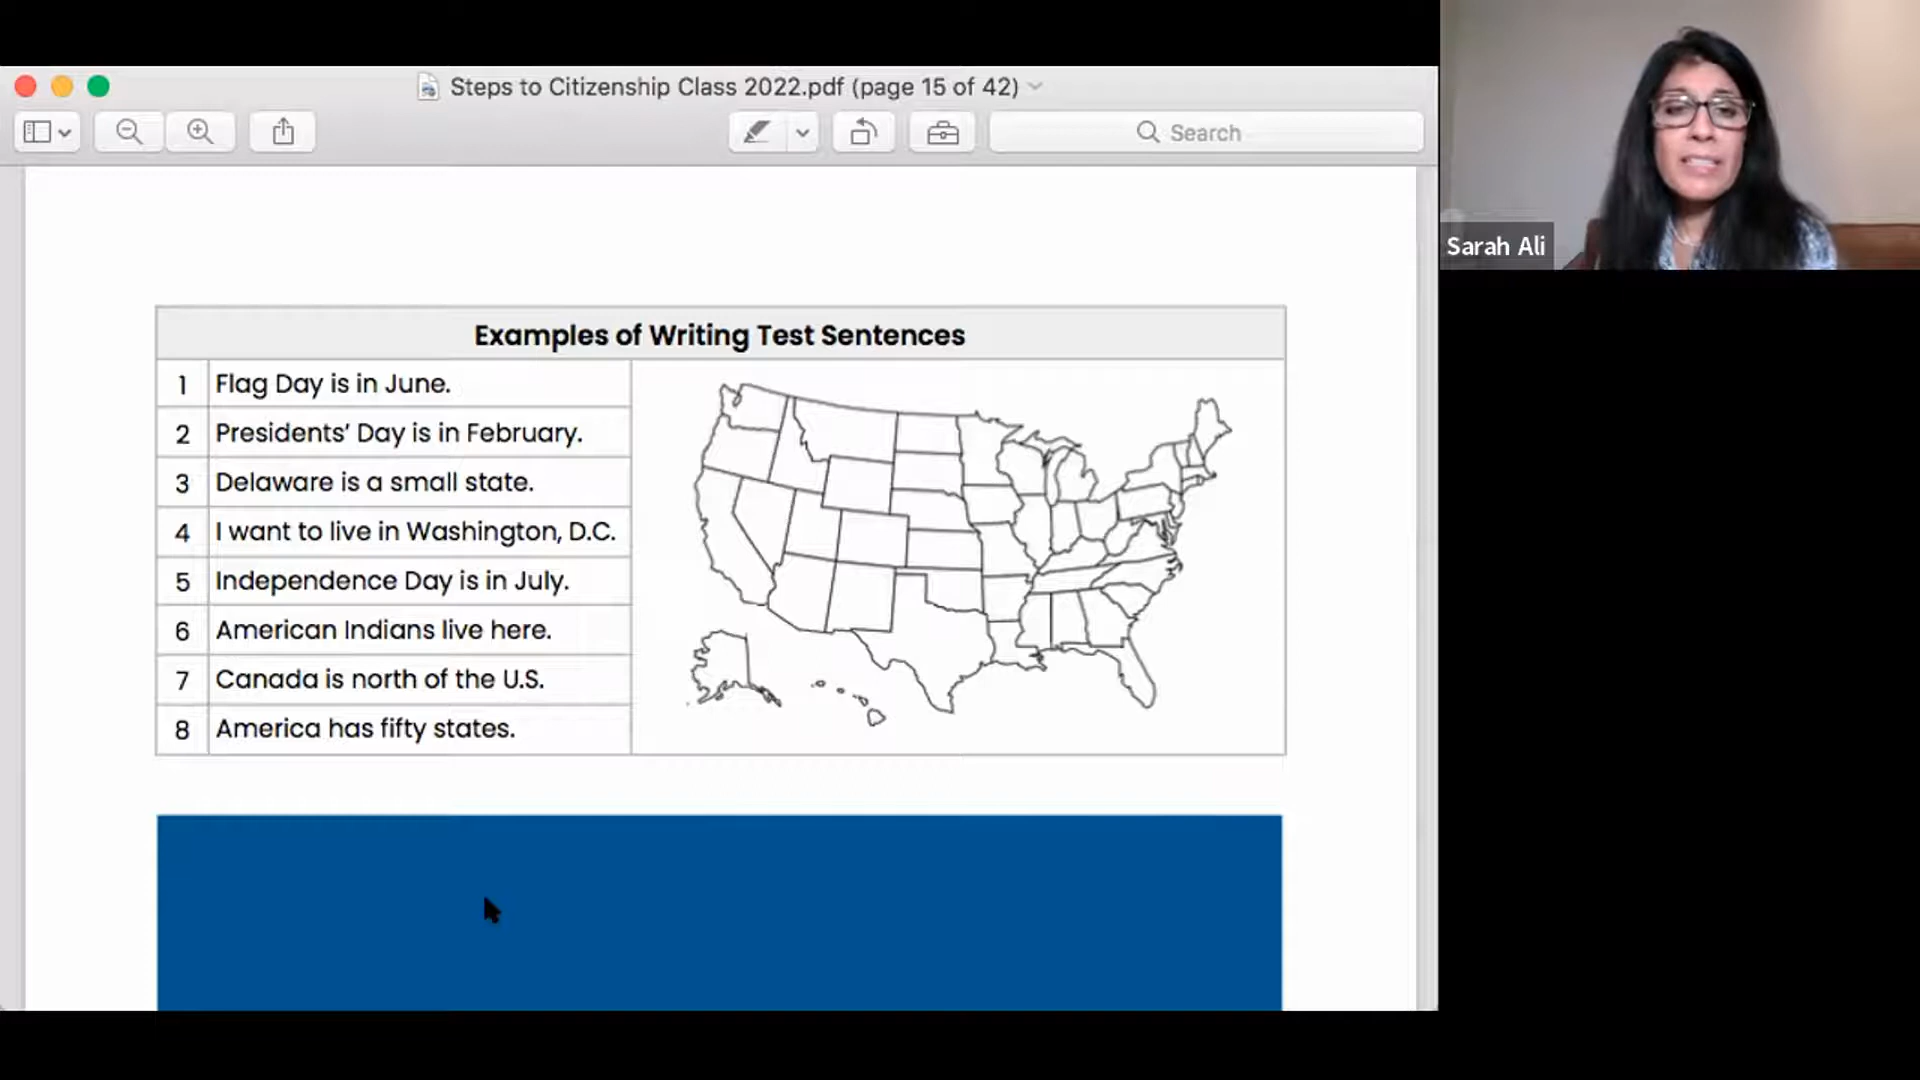 Steps to Citizenship Class 2022.pdf (page 15 of 42)
Search
Sarah Ali
Examples of Writing Test Sentences
1 Flag Day is in June.
2 Presidents’ Day is in February.
3 Delaware is a small state.
4 I want to live in Washington, D.C.
5 Independence Day is in July.
6 American Indians live here.
7 Canada is north of the U.S.
8 America has fifty states.